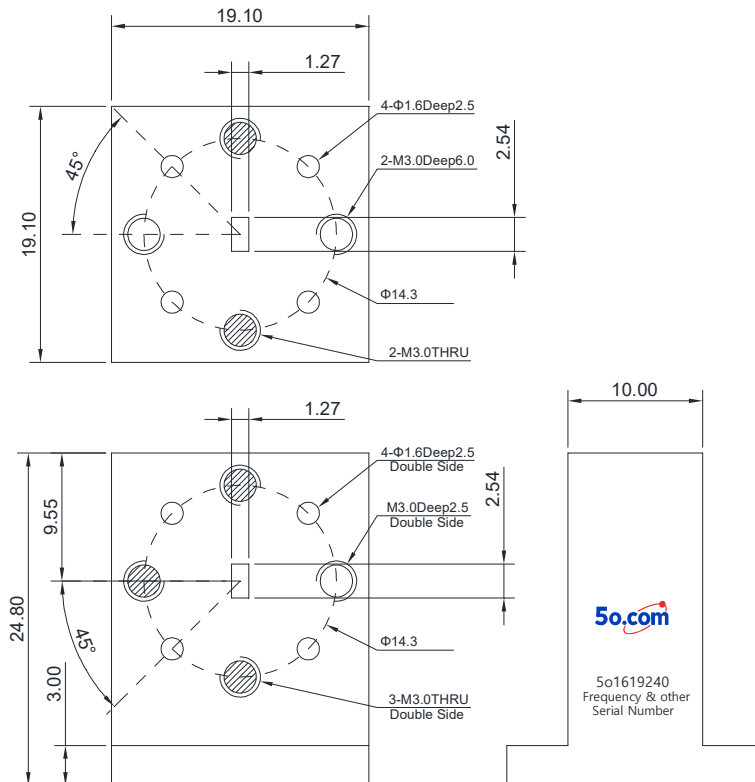 19.10
1.27
4-Φ1.6Deep2.5
2-M3.0Deep6.0
2.54
45°
19.10
Φ14.3
2-M3.0THRU
1.27
10.00
4-Φ1.6Deep2.5
Double Side
M3.0Deep2.5
Double Side
2.54
9.55
24.80
45°
3.00
Φ14.3
3-M3.0THRU
Double Side
5o.com
5o1619240
Frequency & other
Serial Number